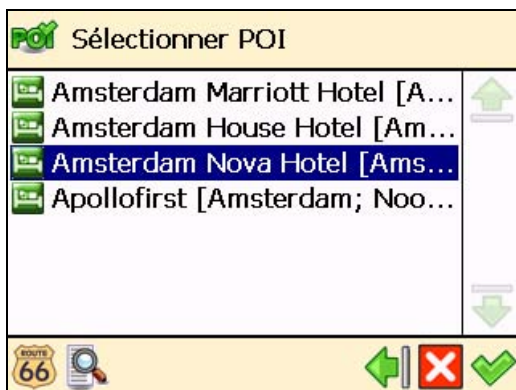 POI Sélectionner POI
Amsterdam Marriott Hotel [A...
Amsterdam House Hotel [Am...
Amsterdam Nova Hotel [Ams...
Apollofirst [Amsterdam; Noo...
ROUTE
66